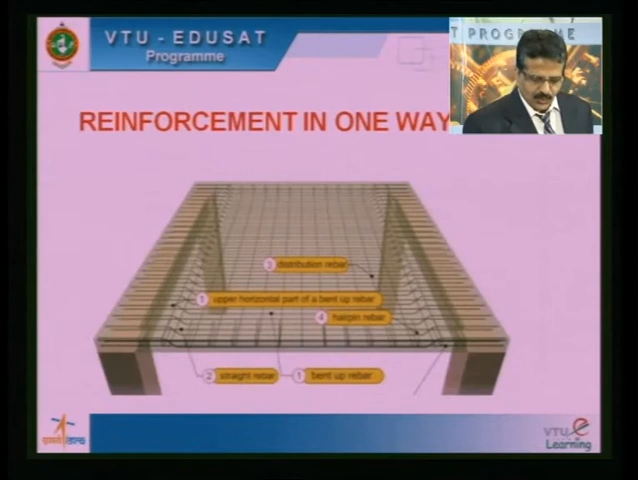 VTU - EDUSAT
Programme
T PROGRAMME
REINFORCEMENT IN ONE WAY
3 distribution rebar
1 upper horizontal part of a bent up rebar
4 hairpin rebar
2 straight rebar
1 bent up rebar
VTU e
Learning